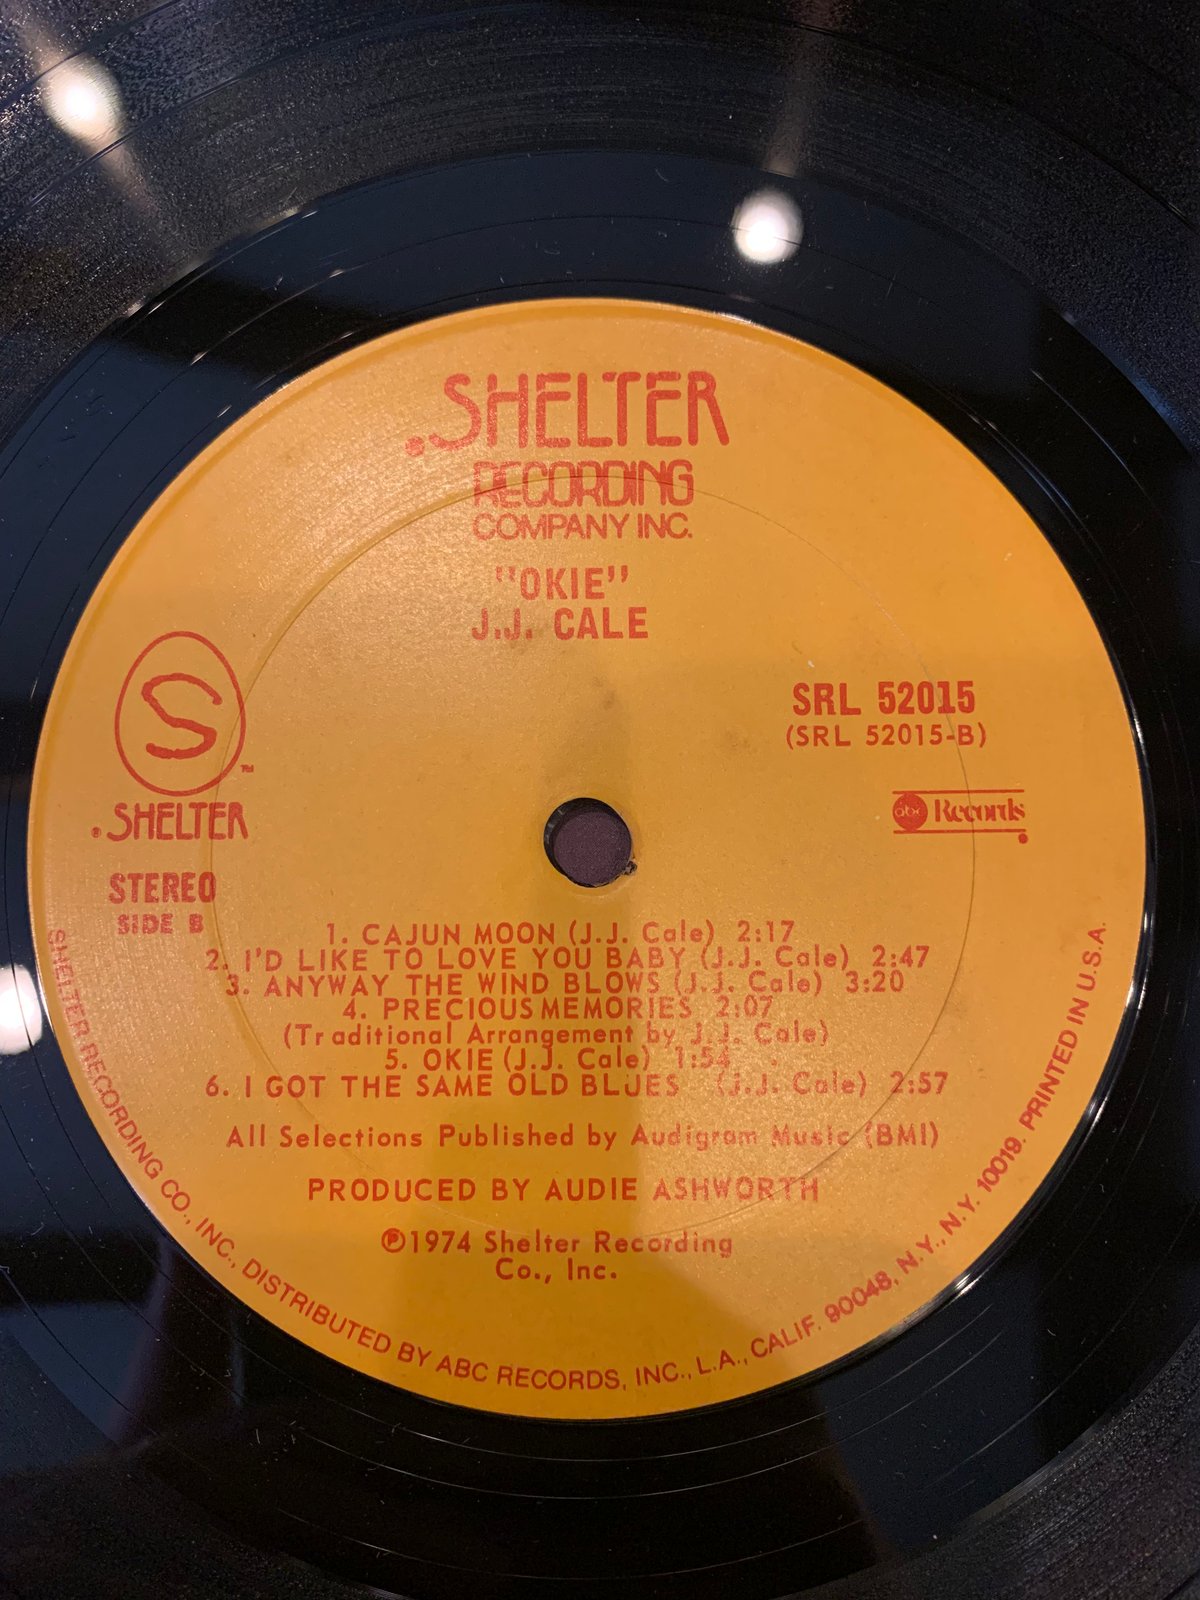 .SHELTER
RECORDING
COMPANY INC.
"OKIE"
J.J. CALE
S
™
.SHELTER
STEREO
SIDE B
SRL 52015
(SRL 52015-B)
abc Records
1. CAJUN MOON (J.J. Cale) 2:17
2. I'D LIKE TO LOVE YOU BABY (J.J. Cale) 2:47
3. ANYWAY THE WIND BLOWS (J.J. Cale) 3:20
4. PRECIOUS MEMORIES 2:07
(Traditional Arrangement by J.J. Cale)
5. OKIE (J.J. Cale) 1:54
6. I GOT THE SAME OLD BLUES (J.J. Cale) 2:57
All Selections Published by Audigram Music (BMI)
PRODUCED BY AUDIE ASHWORTH
℗1974 Shelter Recording
Co., Inc.
SHELTER RECORDING CO., INC., DISTRIBUTED BY ABC RECORDS, INC., L.A., CALIF. 90048, N.Y., N.Y. 10019. PRINTED IN U.S.A.